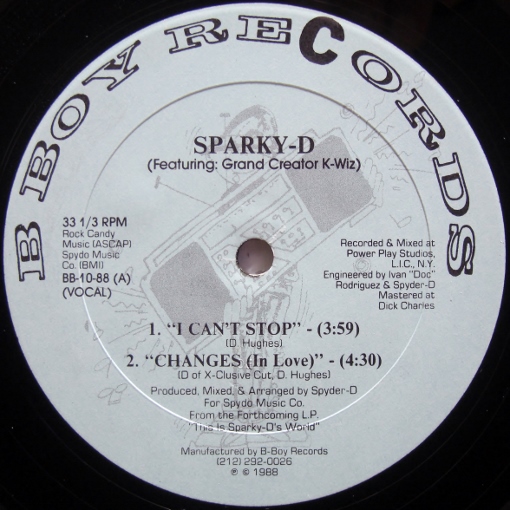 B BOY RECORDS
SPARKY-D
(Featuring: Grand Creator K-Wiz)
33 1/3 RPM
Rock Candy
Music (ASCAP)
Spydo Music
Co. (BMI)
BB-10-88 (A)
(VOCAL)
Recorded & Mixed at
Power Play Studios,
L.I.C., N.Y.
Engineered by Ivan "Doc"
Rodriguez & Spyder-D
Mastered at
Dick Charles
1. “I CAN'T STOP” - (3:59)
(D. Hughes)
2. “CHANGES (In Love)” - (4:30)
(D of X-Clusive Cut, D. Hughes)
Produced, Mixed, & Arranged by Spyder-D
For Spydo Music Co.
From the Forthcoming L.P.
"This Is Sparky-D's World"
Manufactured by B-Boy Records
(212) 292-0026
℗ © 1988